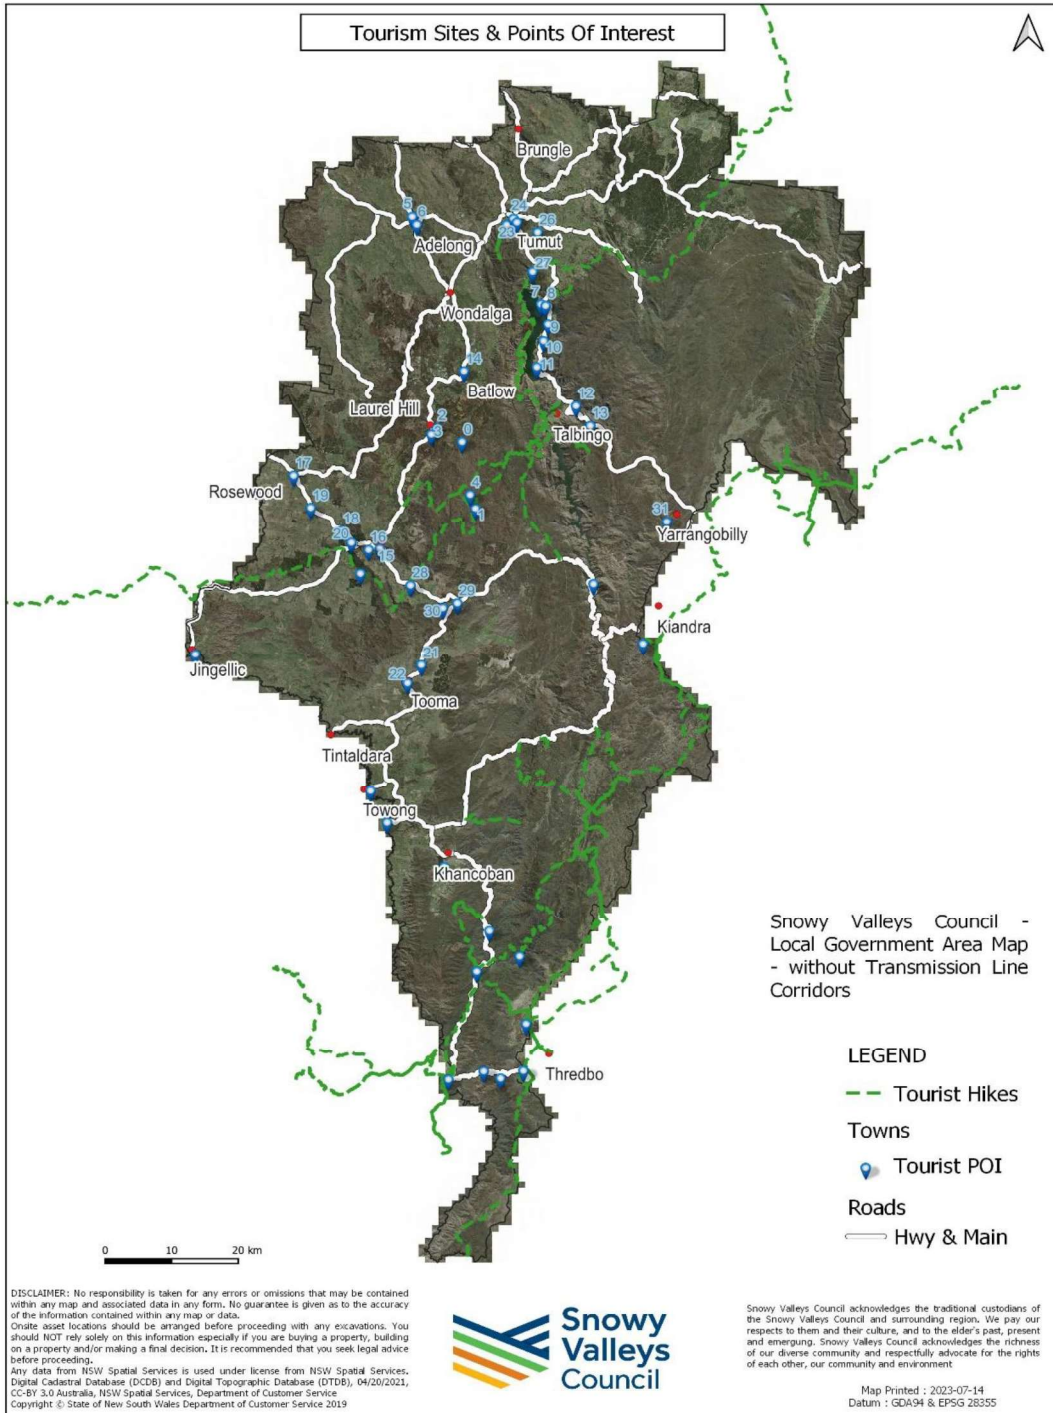 Tourism Sites & Points Of Interest
Brungle
5
6
24
23
26
Tumut
Adelong
27
7
8
Wondalga
9
10
14
11
Batlow
12
Laurel Hill
2
13
3
0
Talbingo
17
Rosewood
4
19
1
31
18
Yarrangobilly
20
16
15
28
29
30
Kiandra
Jingellic
21
22
Tooma
Tintaldara
Towong
Khancoban
Snowy Valleys Council -
Local Government Area Map
- without Transmission Line
Corridors
LEGEND
Thredbo
Tourist Hikes
Towns
Tourist POI
Roads
Hwy & Main
0 10 20 km
DISCLAIMER: No responsibility is taken for any errors or omissions that may be contained
within any map and associated data in any form. No guarantee is given as to the accuracy
of the information contained within any map or data.
Onsite asset locations should be arranged before proceeding with any excavations. You
should NOT rely solely on this information especially if you are buying a property, building
on a property and/or making a final decision. It is recommended that you seek legal advice
before proceeding.
Any data from NSW Spatial Services is used under license from NSW Spatial Services.
Digital Cadastral Database (DCDB) and Digital Topographic Database (DTDB), 04/20/2021,
CC-BY 3.0 Australia, NSW Spatial Services, Department of Customer Service
Copyright © State of New South Wales Department of Customer Service 2019
Snowy
Valleys
Council
Snowy Valleys Council acknowledges the traditional custodians of
the Snowy Valleys Council and surrounding region. We pay our
respects to them and their culture, and to the elder's past, present
and emergung. Snowy Valleys Council acknowledges the richness
of our diverse community and respectfully advocate for the rights
of each other, our community and environment
Map Printed : 2023-07-14
Datum : GDA94 & EPSG 28355